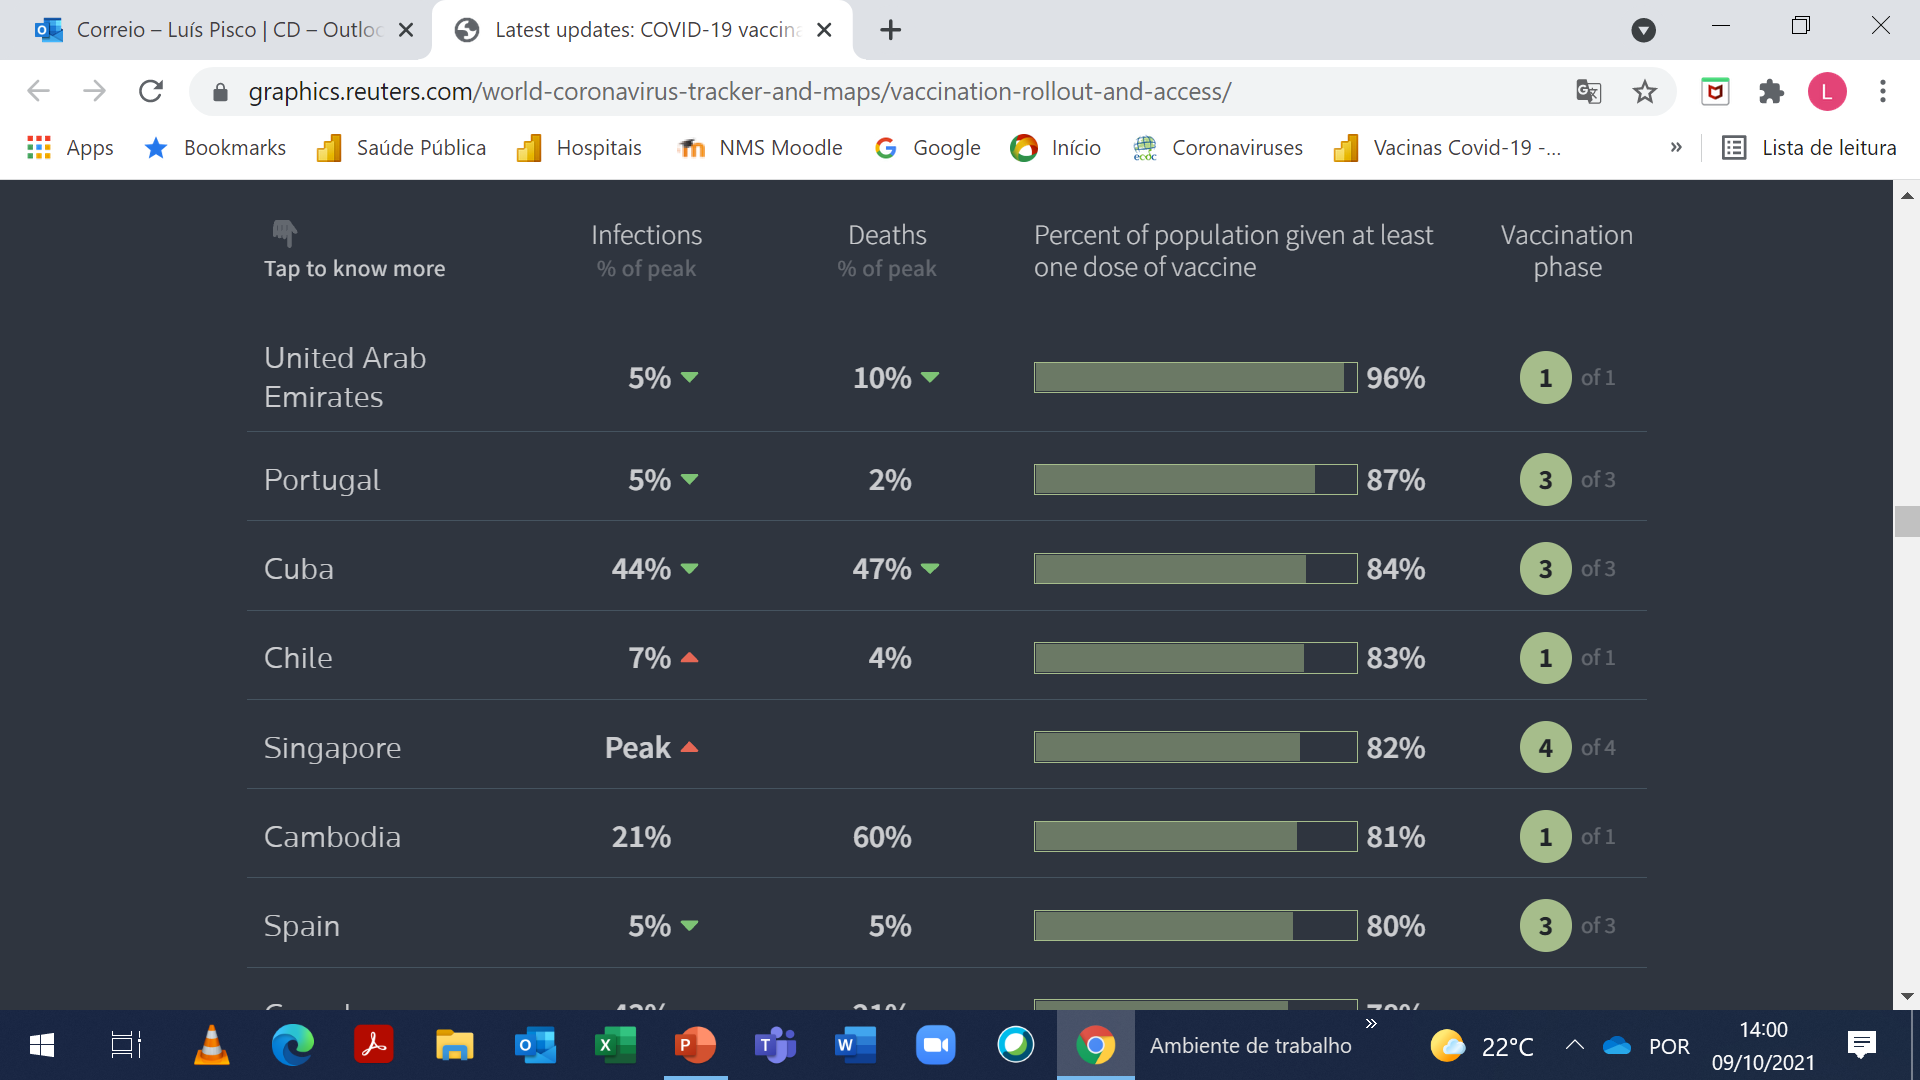 Correio – Luís Pisco | CD – Outlo
Latest updates: COVID-19 vaccina
graphics.reuters.com/world-coronavirus-tracker-and-maps/vaccination-rollout-and-access/
L
Apps Bookmarks Saúde Pública Hospitais NMS Moodle Google Início Coronaviruses Vacinas Covid-19 -... » Lista de leitura
Tap to know more
Infections
% of peak
Deaths
% of peak
Percent of population given at least
one dose of vaccine
Vaccination
phase
United Arab
Emirates
5% 10% 96% 1 of 1
Portugal 5% 2% 87% 3 of 3
Cuba 44% 47% 84% 3 of 3
Chile 7% 4% 83% 1 of 1
Singapore Peak 82% 4 of 4
Cambodia 21% 60% 81% 1 of 1
Spain 5% 5% 80% 3 of 3
Ambiente de trabalho » 22°C POR
14:00
09/10/2021